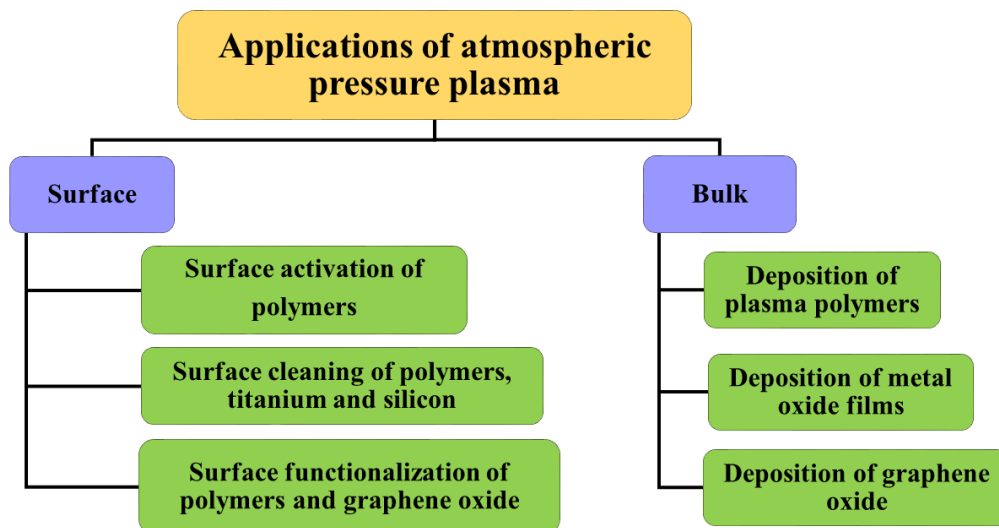 Applications of atmospheric
pressure plasma
Surface
Bulk
Surface activation of
polymers
Surface cleaning of polymers,
titanium and silicon
Surface functionalization of
polymers and graphene oxide
Deposition of
plasma polymers
Deposition of metal
oxide films
Deposition of graphene
oxide